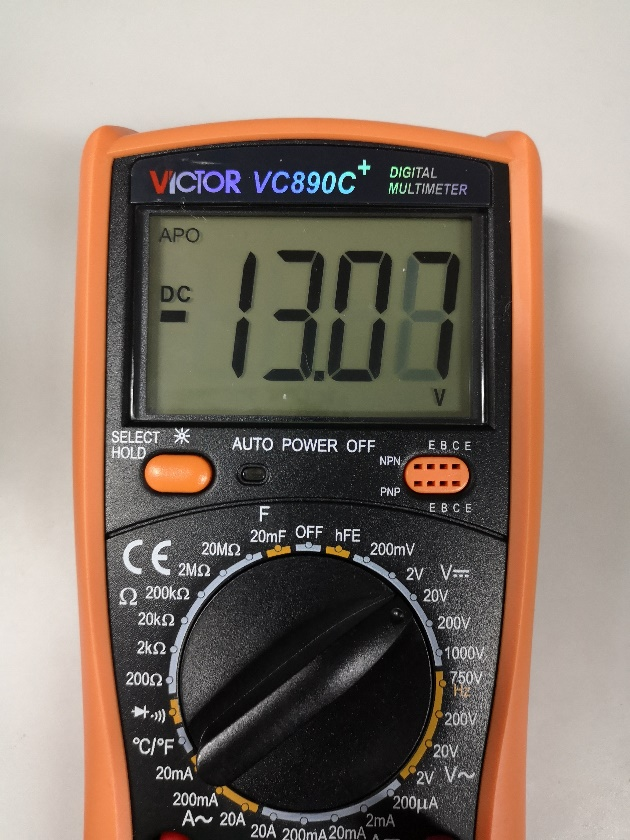 VICTOR VC890C+ DIGITAL MULTIMETER
APO
DC
-13.07
V
SELECT HOLD
AUTO POWER OFF
E B C E
NPN
PNP
E B C E
F
CE
20mF
OFF
hFE
200mV
2V
V⎓
20V
200V
1000V
750V
Hz
200V
20V
2V
V~
200µA
2mA
20mA
200mA
20A
A~
20A
200mA
20mA
°C/°F
200Ω
2kΩ
20kΩ
200kΩ
Ω
2MΩ
20MΩ